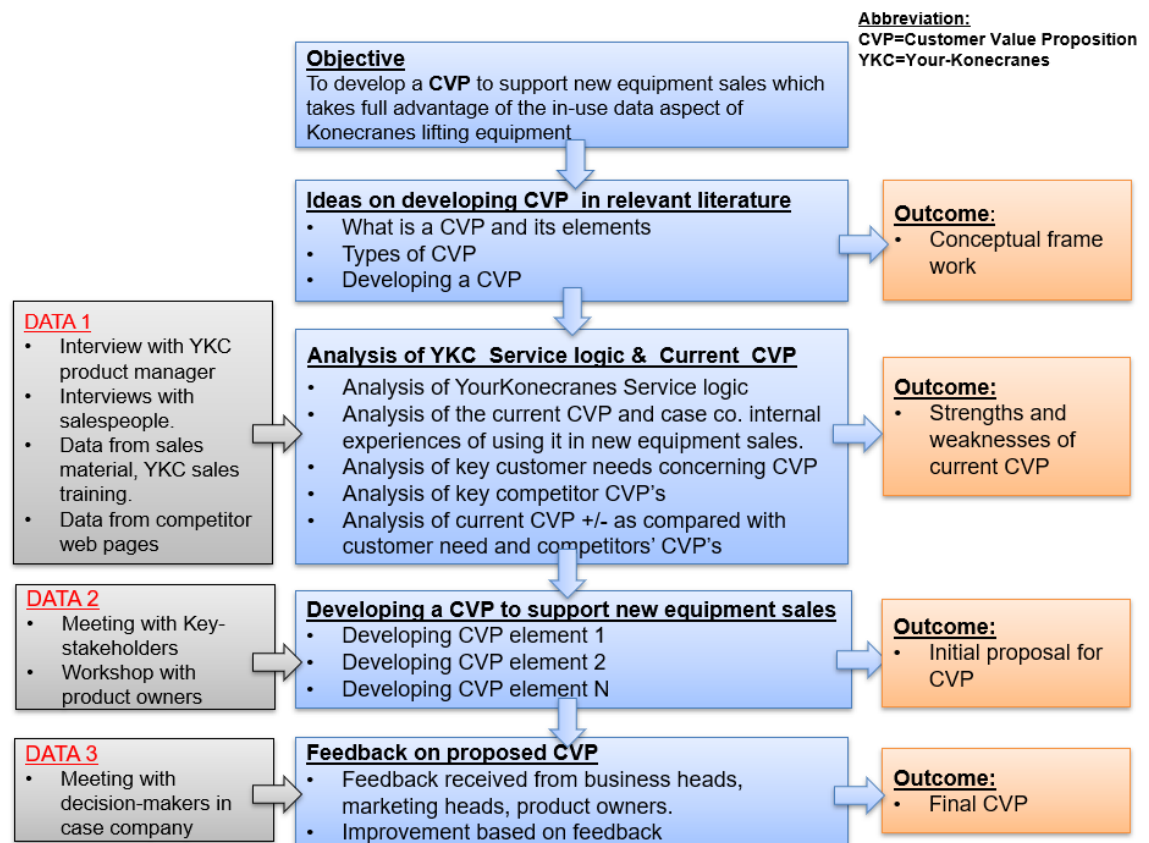 Abbreviation:
CVP=Customer Value Proposition
YKC=Your-Konecranes
Objective
To develop a CVP to support new equipment sales which
takes full advantage of the in-use data aspect of
Konecranes lifting equipment
Ideas on developing CVP in relevant literature
• What is a CVP and its elements
• Types of CVP
• Developing a CVP
Outcome:
• Conceptual frame
work
DATA 1
• Interview with YKC
product manager
• Interviews with
salespeople.
• Data from sales
material, YKC sales
training.
• Data from competitor
web pages
Analysis of YKC Service logic & Current CVP
• Analysis of YourKonecranes Service logic
• Analysis of the current CVP and case co. internal
experiences of using it in new equipment sales.
• Analysis of key customer needs concerning CVP
• Analysis of key competitor CVP's
• Analysis of current CVP +/- as compared with
customer need and competitors' CVP's
Outcome:
• Strengths and
weaknesses of
current CVP
DATA 2
• Meeting with Key-
stakeholders
• Workshop with
product owners
Developing a CVP to support new equipment sales
• Developing CVP element 1
• Developing CVP element 2
• Developing CVP element N
Outcome:
• Initial proposal for
CVP
DATA 3
• Meeting with
decision-makers in
case company
Feedback on proposed CVP
• Feedback received from business heads,
marketing heads, product owners.
• Improvement based on feedback
Outcome:
• Final CVP